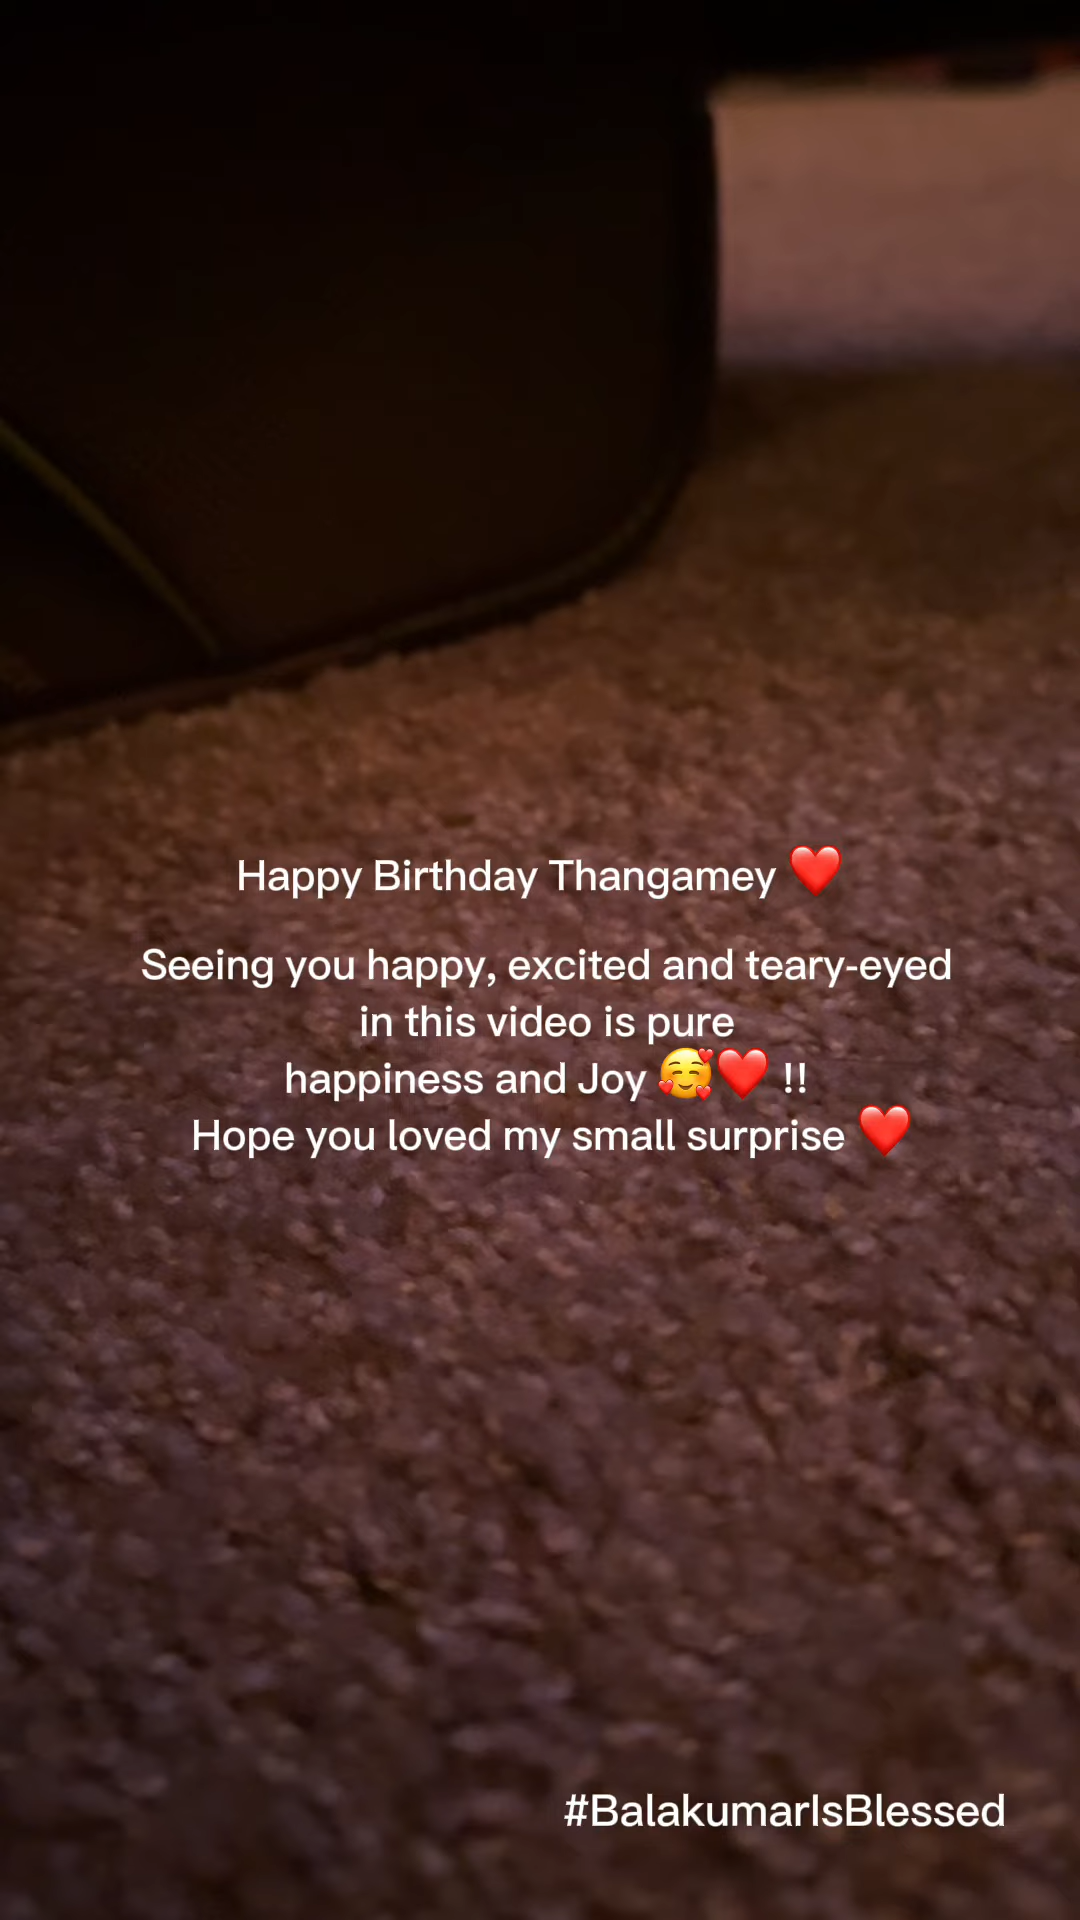 Happy Birthday Thangamey ❤️
Seeing you happy, excited and teary-eyed
in this video is pure
happiness and Joy 🥰❤️ !!
Hope you loved my small surprise ❤️
#BalakumarIsBlessed